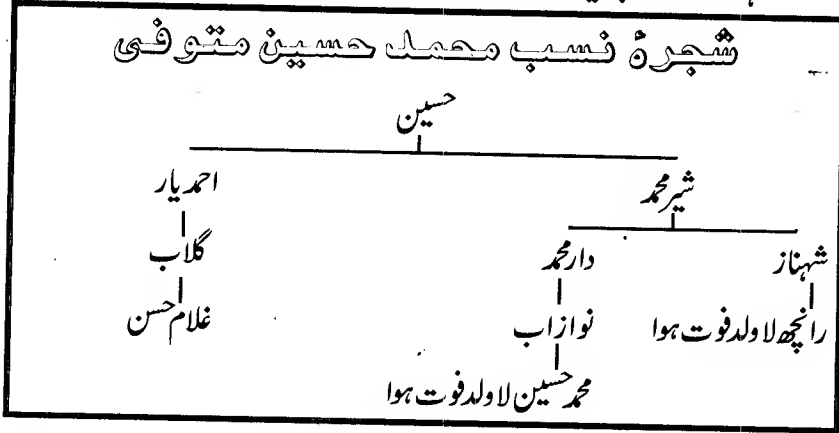 شجرۂ نسب محمد حسین متوفی
حسین
شیر محمد احمد یار
شہناز دار محمد گلاب
رانجھ لاولد فوت ہوا نوازاب غلام حسن
محمد حسین لاولد فوت ہوا